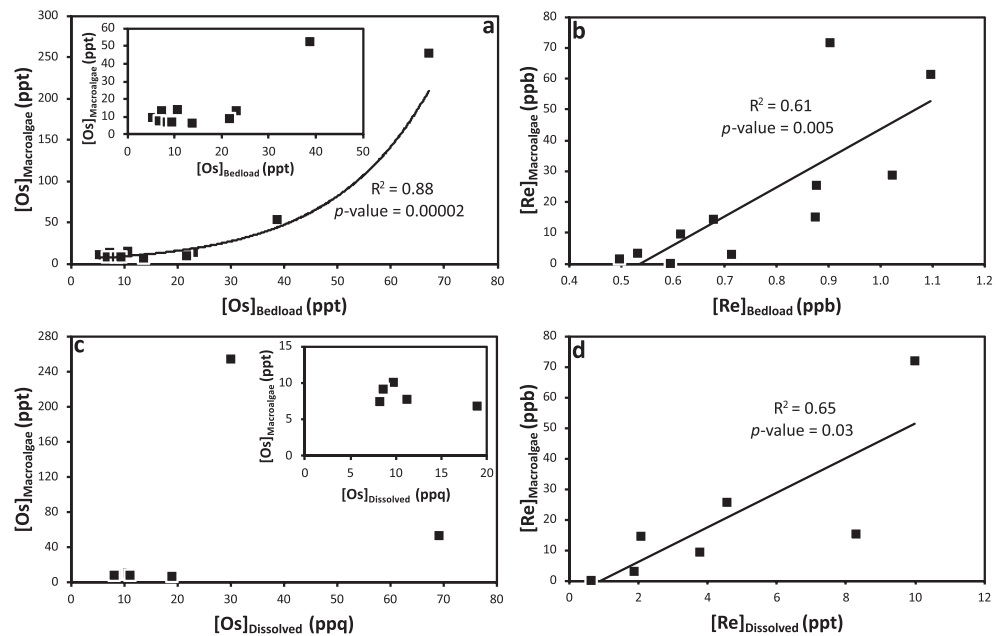 a
[Os]Macroalgae (ppt)
300
250
200
150
100
50
0
0 10 20 30 40 50 60 70 80
[Os]Bedload (ppt)
R2 = 0.88
p-value = 0.00002
[Os]Macroalgae (ppt)
60
50
40
30
20
10
0
0 10 20 30 40 50
[Os]Bedload (ppt)
b
[Re]Macroalgae (ppb)
80
70
60
50
40
30
20
10
0
0.4 0.5 0.6 0.7 0.8 0.9 1.0 1.1 1.2
[Re]Bedload (ppb)
R2 = 0.61
p-value = 0.005
c
[Os]Macroalgae (ppt)
280
240
200
160
120
80
40
0
0 10 20 30 40 50 60 70 80
[Os]Dissolved (ppq)
[Os]Macroalgae (ppt)
15
10
5
0
0 5 10 15 20
[Os]Dissolved (ppq)
d
[Re]Macroalgae (ppb)
80
70
60
50
40
30
20
10
0
0 2 4 6 8 10 12
[Re]Dissolved (ppt)
R2 = 0.65
p-value = 0.03